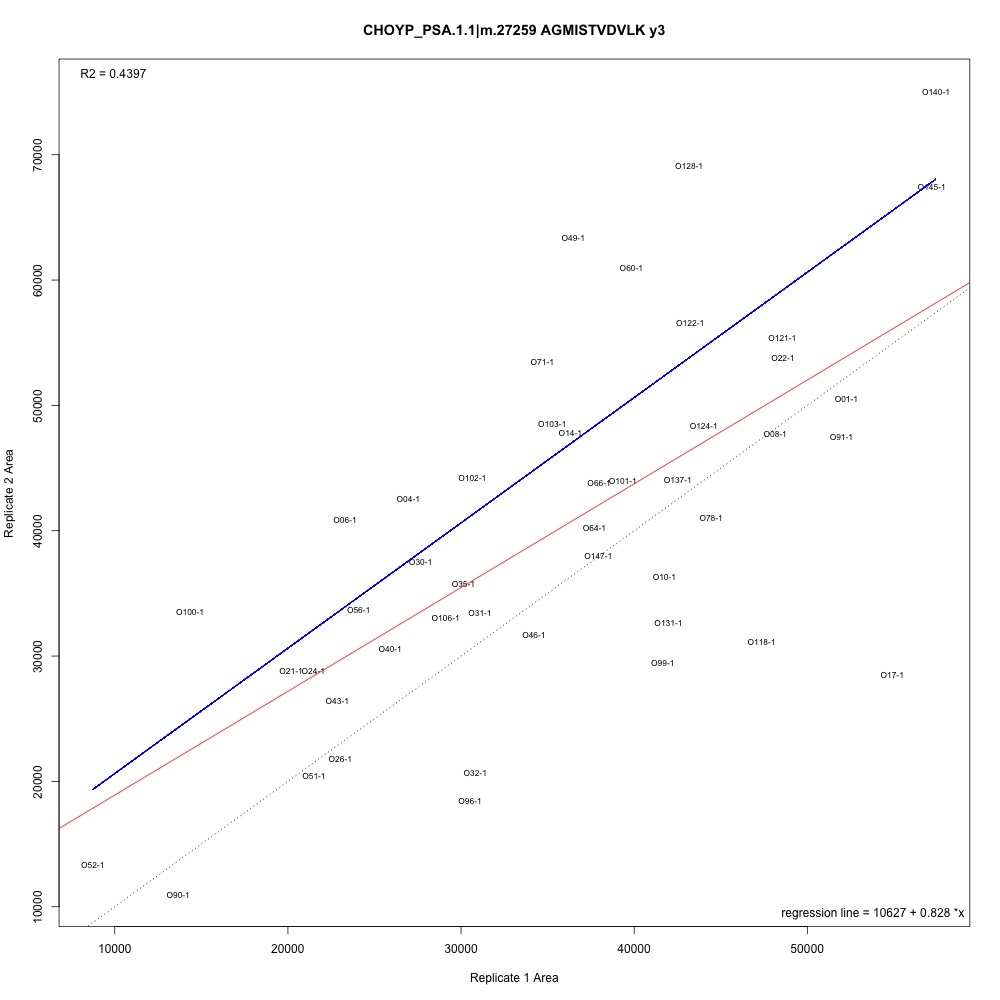 CHOYP_PSA.1.1|m.27259 AGMISTVDVLK y3
R2 = 0.4397
O140-1
O128-1
O145-1
O49-1
O60-1
O122-1
O121-1
O22-1
O71-1
O01-1
O103-1
O124-1
O14-1
O08-1
O91-1
O102-1
O66-1
O101-1
O137-1
O04-1
O06-1
O78-1
O64-1
O147-1
O30-1
O10-1
O35-1
O56-1
O100-1
O31-1
O106-1
O131-1
O46-1
O118-1
O40-1
O99-1
O21-1
O24-1
O17-1
O43-1
O26-1
O32-1
O51-1
O96-1
O52-1
O90-1
regression line = 10627 + 0.828 *x
Replicate 2 Area
70000
60000
50000
40000
30000
20000
10000
10000 20000 30000 40000 50000
Replicate 1 Area